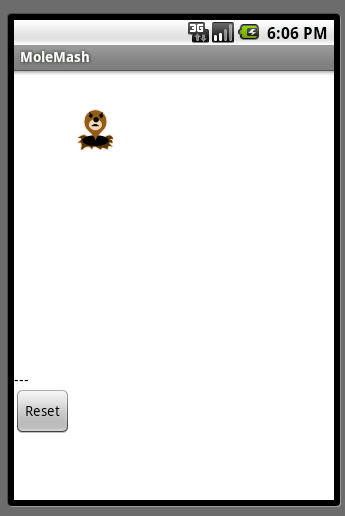 3G 6:06 PM
MoleMash
---
Reset